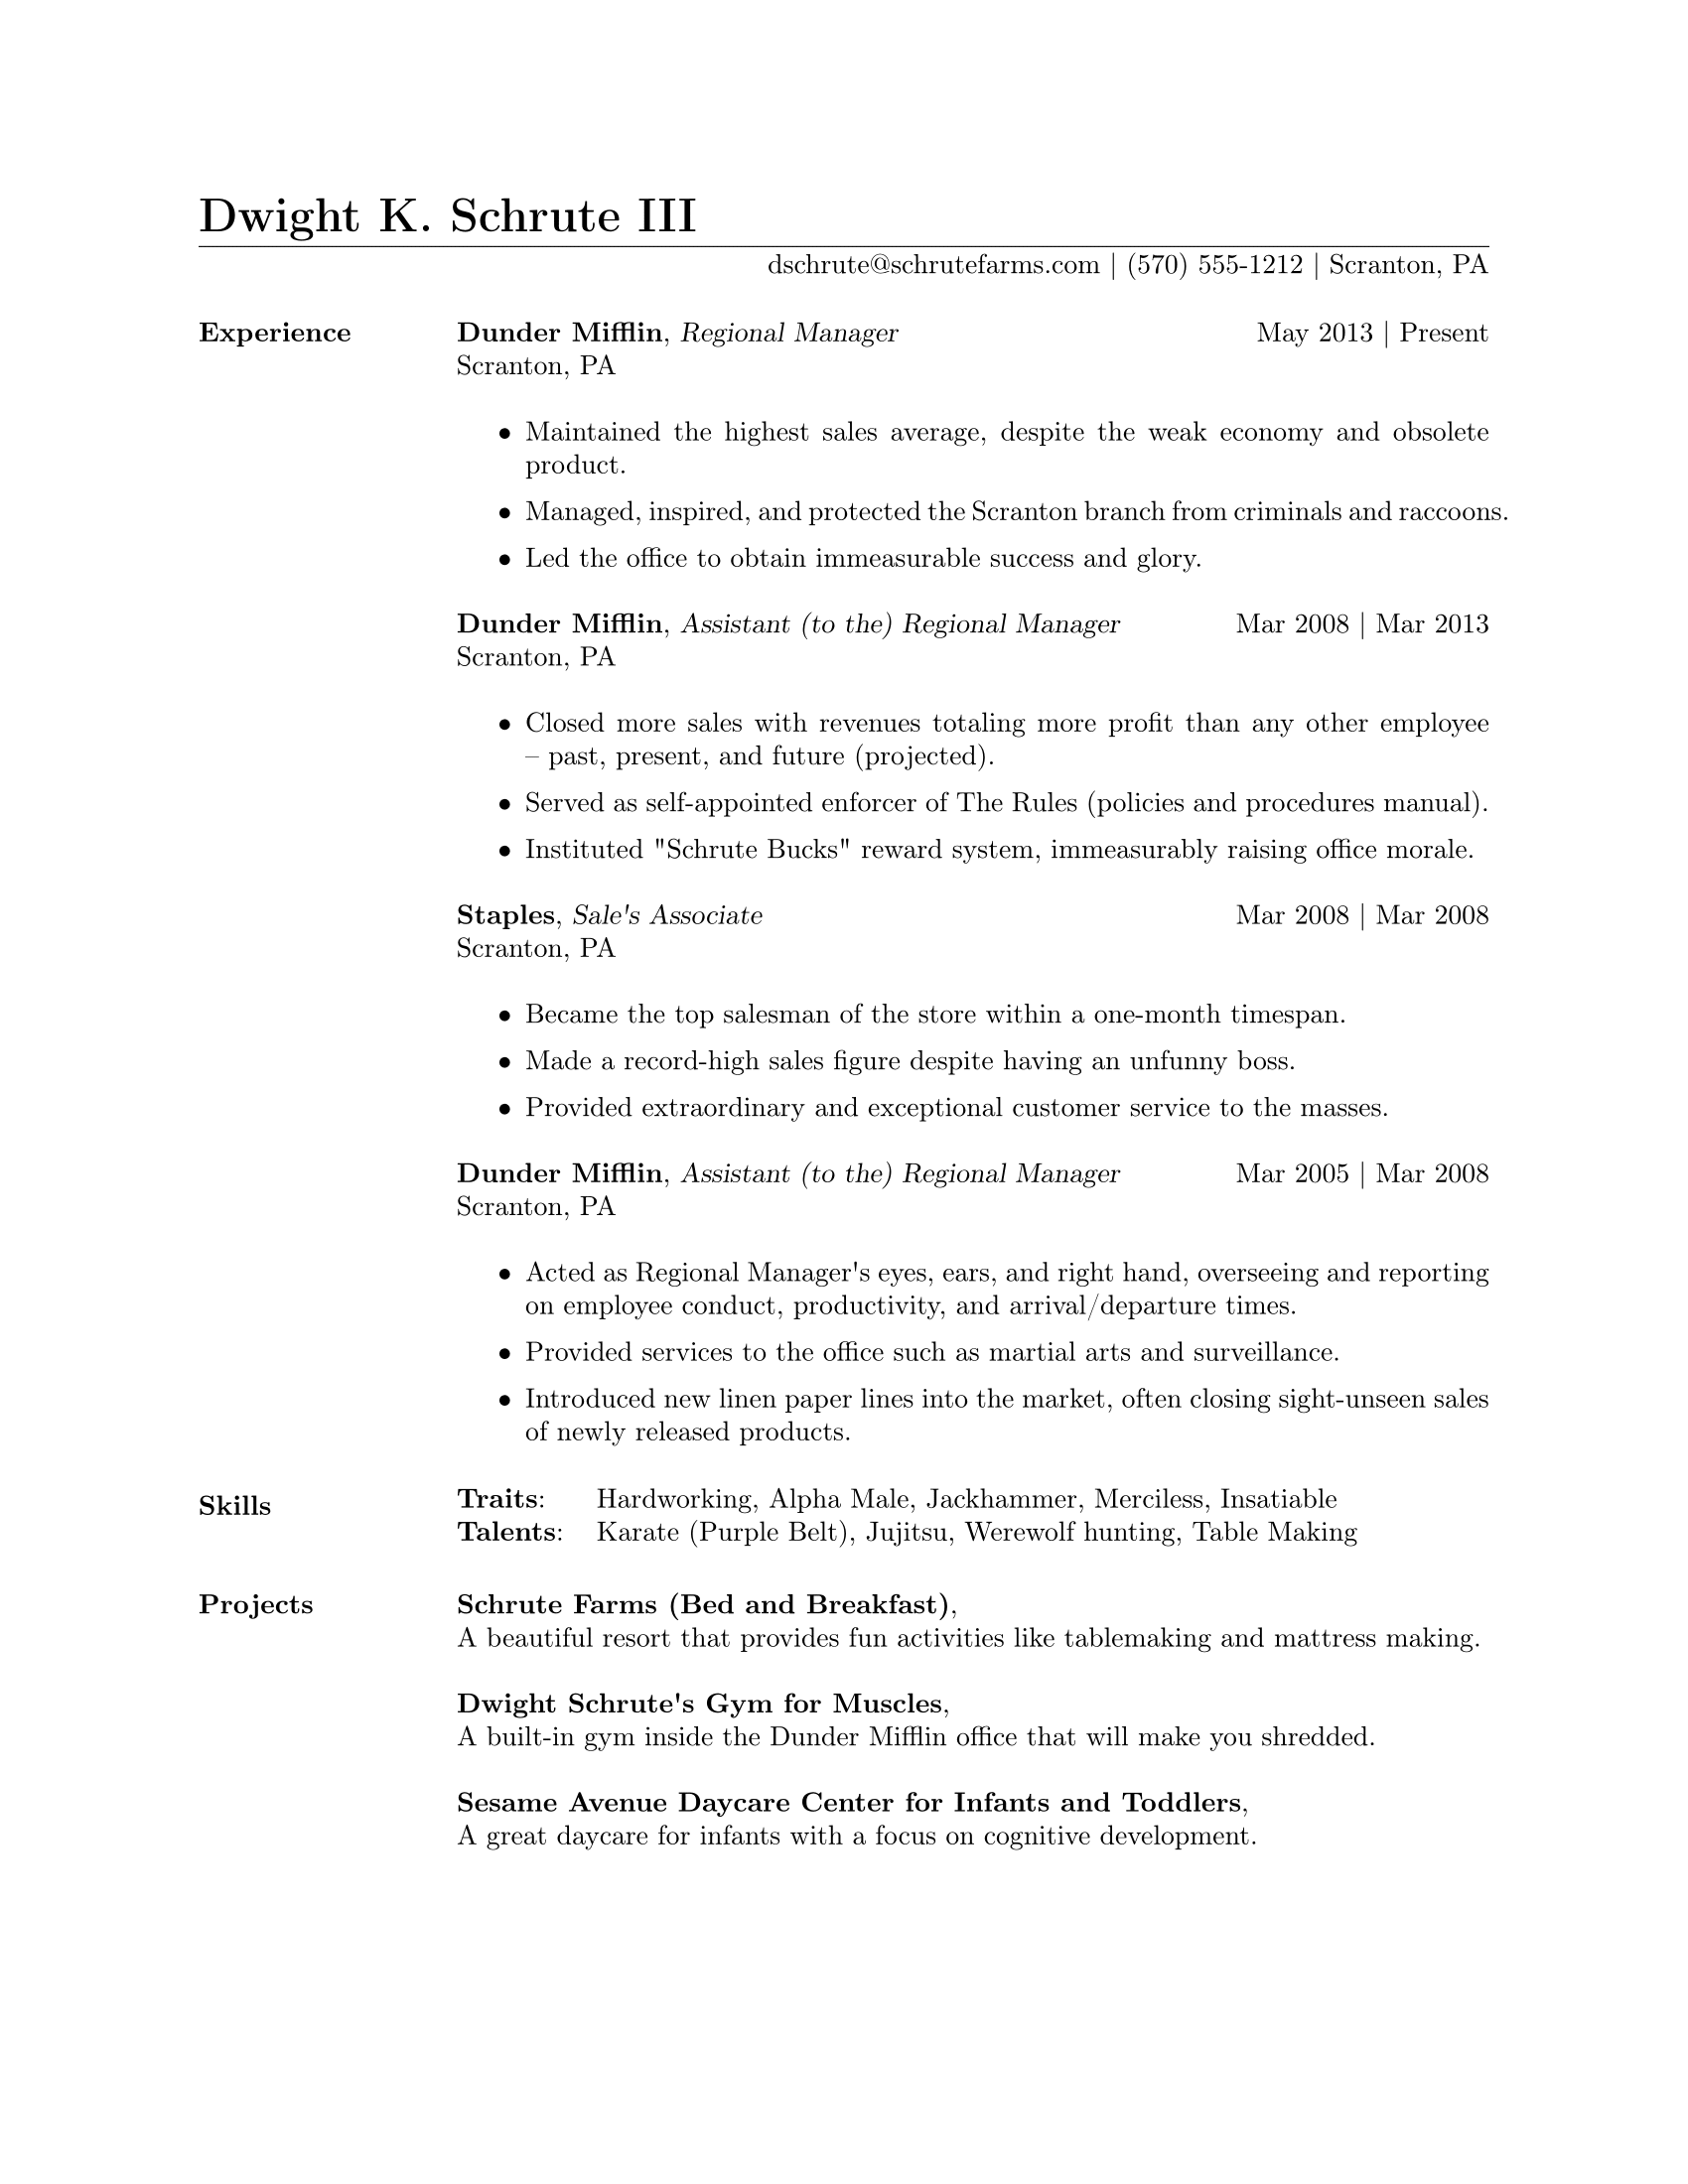 Dwight K. Schrute III
dschrute@schrutefarms.com | (570) 555-1212 | Scranton, PA
Experience
Dunder Mifflin, Regional Manager May 2013 | Present
Scranton, PA
• Maintained the highest sales average, despite the weak economy and obsolete
product.
• Managed, inspired, and protected the Scranton branch from criminals and raccoons.
• Led the office to obtain immeasurable success and glory.
Dunder Mifflin, Assistant (to the) Regional Manager Mar 2008 | Mar 2013
Scranton, PA
• Closed more sales with revenues totaling more profit than any other employee
– past, present, and future (projected).
• Served as self-appointed enforcer of The Rules (policies and procedures manual).
• Instituted "Schrute Bucks" reward system, immeasurably raising office morale.
Staples, Sale's Associate Mar 2008 | Mar 2008
Scranton, PA
• Became the top salesman of the store within a one-month timespan.
• Made a record-high sales figure despite having an unfunny boss.
• Provided extraordinary and exceptional customer service to the masses.
Dunder Mifflin, Assistant (to the) Regional Manager Mar 2005 | Mar 2008
Scranton, PA
• Acted as Regional Manager's eyes, ears, and right hand, overseeing and reporting
on employee conduct, productivity, and arrival/departure times.
• Provided services to the office such as martial arts and surveillance.
• Introduced new linen paper lines into the market, often closing sight-unseen sales
of newly released products.
Skills
Traits: Hardworking, Alpha Male, Jackhammer, Merciless, Insatiable
Talents: Karate (Purple Belt), Jujitsu, Werewolf hunting, Table Making
Projects
Schrute Farms (Bed and Breakfast),
A beautiful resort that provides fun activities like tablemaking and mattress making.
Dwight Schrute's Gym for Muscles,
A built-in gym inside the Dunder Mifflin office that will make you shredded.
Sesame Avenue Daycare Center for Infants and Toddlers,
A great daycare for infants with a focus on cognitive development.